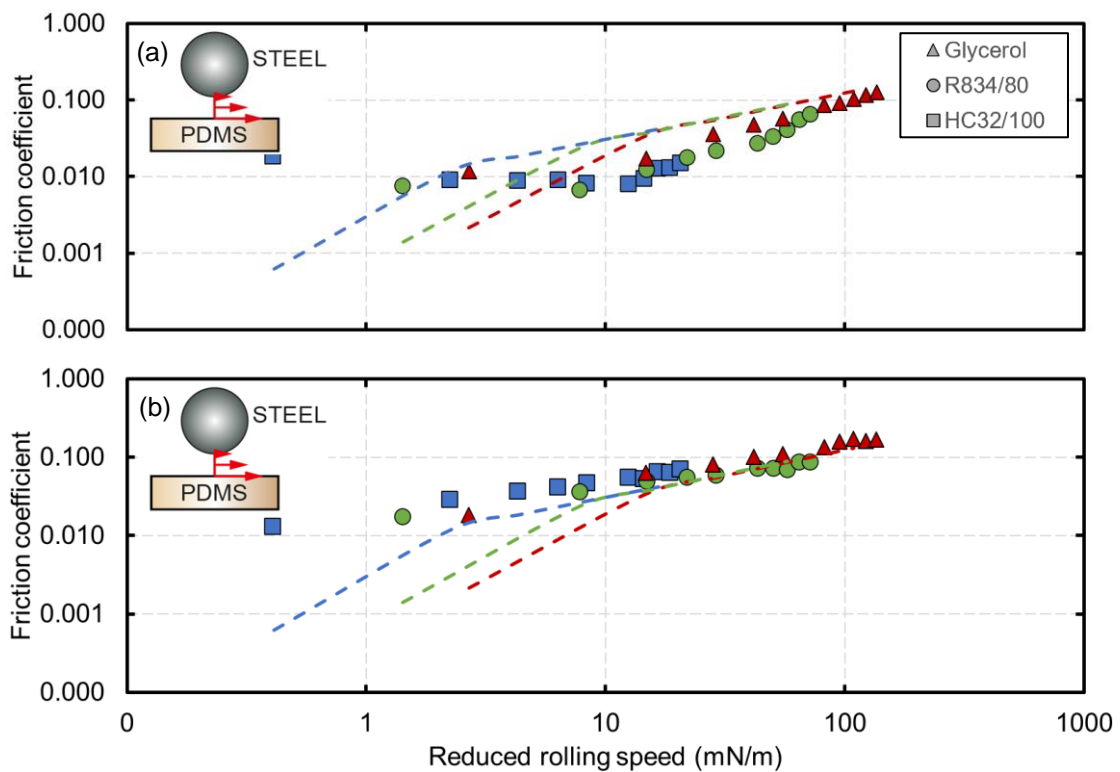 1.000
(a)
STEEL
PDMS
Glycerol
R834/80
HC32/100
0.100
0.010
0.001
0.000
Friction coefficient
1.000
(b)
STEEL
PDMS
0.100
0.010
0.001
0.000
Friction coefficient
0
1
10
100
1000
Reduced rolling speed (mN/m)